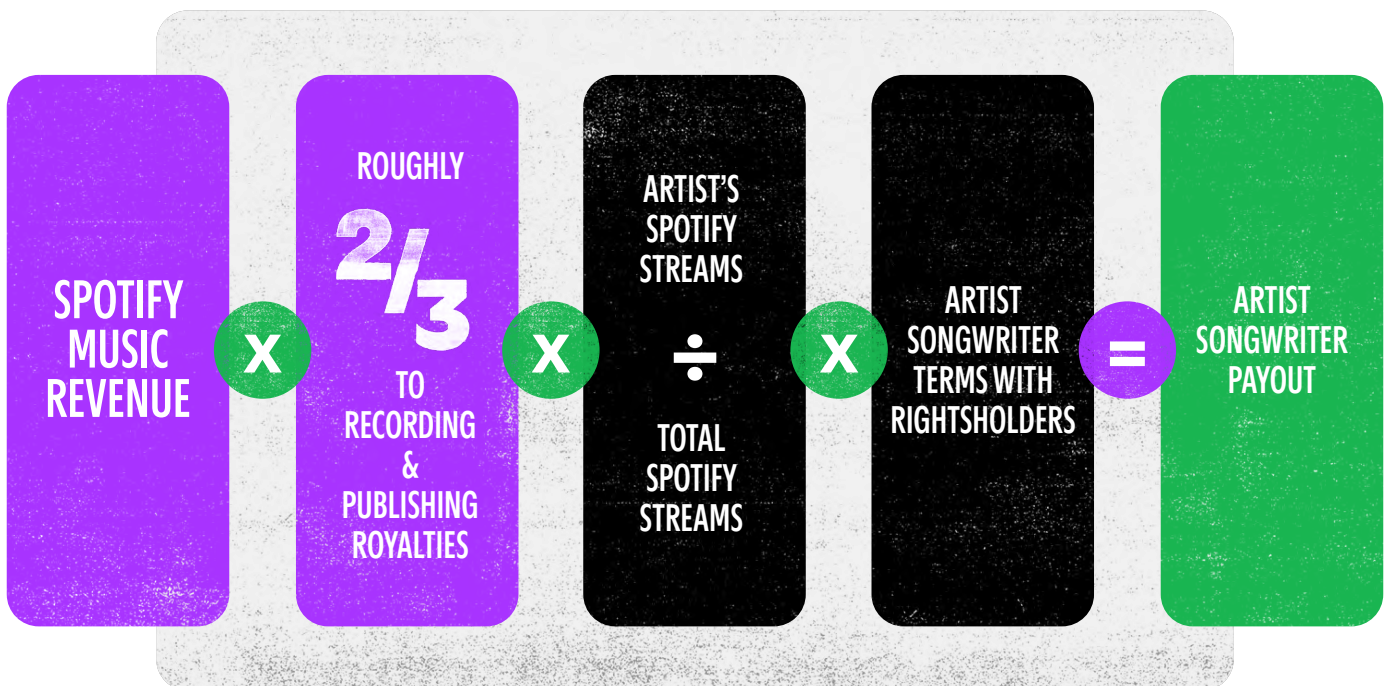 SPOTIFY
MUSIC
REVENUE
X
ROUGHLY
2/3
TO
RECORDING
&
PUBLISHING
ROYALTIES
X
ARTIST’S
SPOTIFY
STREAMS
÷
TOTAL
SPOTIFY
STREAMS
X
ARTIST
SONGWRITER
TERMS WITH
RIGHTSHOLDERS
=
ARTIST
SONGWRITER
PAYOUT